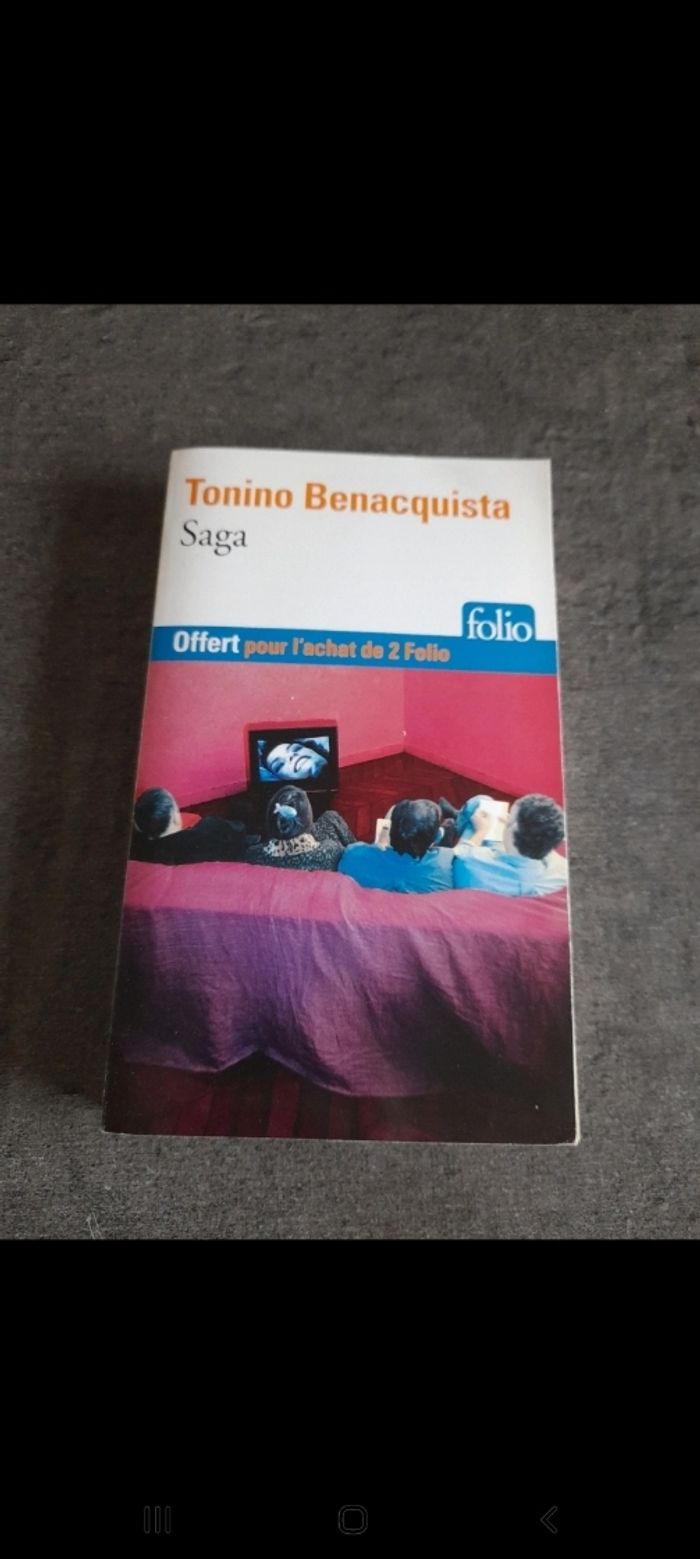 Tonino Benacquista
Saga
folio
Offert pour l'achat de 2 Folio